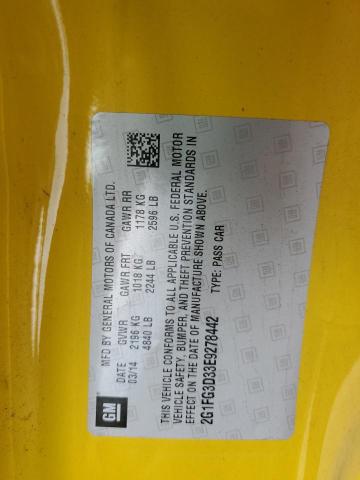 MFD BY GENERAL MOTORS OF CANADA LTD.
DATE GVWR GAWR FRT GAWR RR
03/14 2196 KG 1018 KG 1178 KG
4840 LB 2244 LB 2596 LB
THIS VEHICLE CONFORMS TO ALL APPLICABLE U.S. FEDERAL MOTOR
VEHICLE SAFETY, BUMPER, AND THEFT PREVENTION STANDARDS IN
EFFECT ON THE DATE OF MANUFACTURE SHOWN ABOVE.
2G1FG3D33E9278442 TYPE: PASS CAR
GM